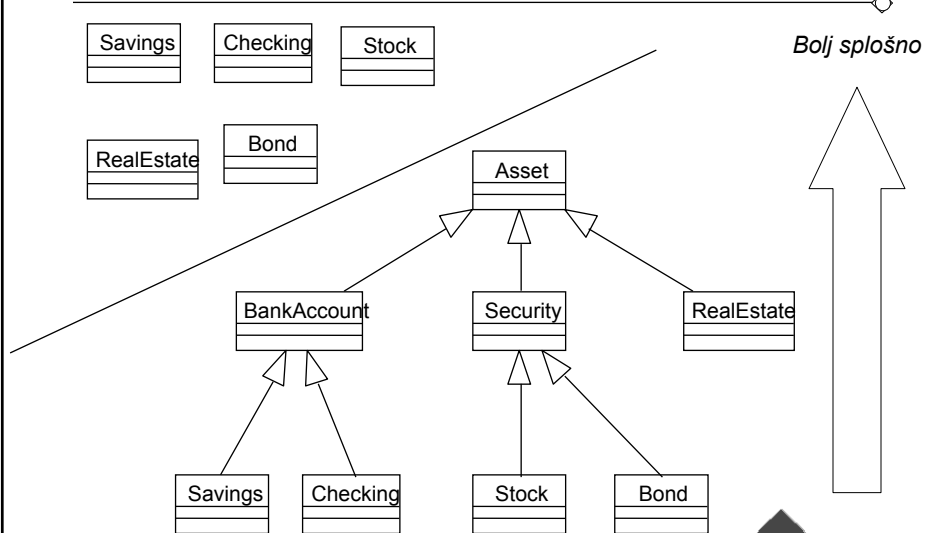 Savings
Checking
Stock
Bolj splošno
RealEstate
Bond
Asset
BankAccount
Security
RealEstate
Savings
Checking
Stock
Bond